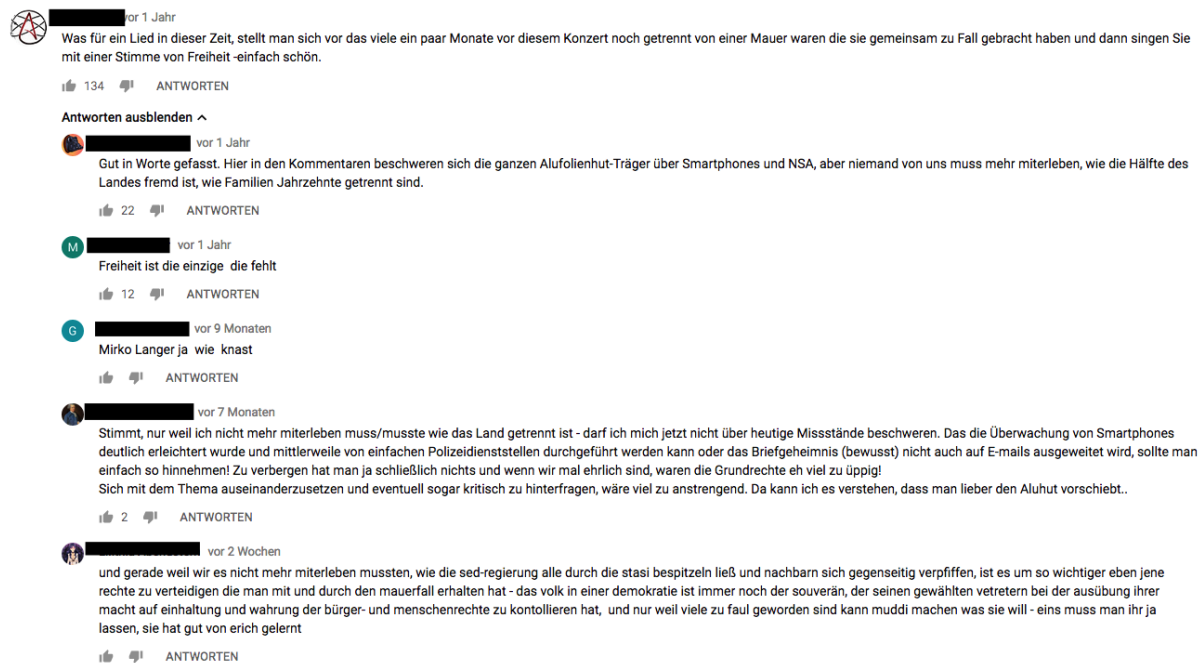 vor 1 Jahr
Was für ein Lied in dieser Zeit, stellt man sich vor das viele ein paar Monate vor diesem Konzert noch getrennt von einer Mauer waren die sie gemeinsam zu Fall gebracht haben und dann singen Sie
mit einer Stimme von Freiheit -einfach schön.
134 ANTWORTEN
Antworten ausblenden
vor 1 Jahr
Gut in Worte gefasst. Hier in den Kommentaren beschweren sich die ganzen Alufolienhut-Träger über Smartphones und NSA, aber niemand von uns muss mehr miterleben, wie die Hälfte des
Landes fremd ist, wie Familien Jahrzehnte getrennt sind.
22 ANTWORTEN
M vor 1 Jahr
Freiheit ist die einzige die fehlt
12 ANTWORTEN
G vor 9 Monaten
Mirko Langer ja wie knast
ANTWORTEN
vor 7 Monaten
Stimmt, nur weil ich nicht mehr miterleben muss/musste wie das Land getrennt ist - darf ich mich jetzt nicht über heutige Missstände beschweren. Das die Überwachung von Smartphones
deutlich erleichtert wurde und mittlerweile von einfachen Polizeidienststellen durchgeführt werden kann oder das Briefgeheimnis (bewusst) nicht auch auf E-mails ausgeweitet wird, sollte man
einfach so hinnehmen! Zu verbergen hat man ja schließlich nichts und wenn wir mal ehrlich sind, waren die Grundrechte eh viel zu üppig!
Sich mit dem Thema auseinanderzusetzen und eventuell sogar kritisch zu hinterfragen, wäre viel zu anstrengend. Da kann ich es verstehen, dass man lieber den Aluhut vorschiebt..
2 ANTWORTEN
vor 2 Wochen
und gerade weil wir es nicht mehr miterleben mussten, wie die sed-regierung alle durch die stasi bespitzeln ließ und nachbarn sich gegenseitig verpfiffen, ist es um so wichtiger eben jene
rechte zu verteidigen die man mit und durch den mauerfall erhalten hat - das volk in einer demokratie ist immer noch der souverän, der seinen gewählten vetretern bei der ausübung ihrer
macht auf einhaltung und wahrung der bürger- und menschenrechte zu kontollieren hat, und nur weil viele zu faul geworden sind kann muddi machen was sie will - eins muss man ihr ja
lassen, sie hat gut von erich gelernt
ANTWORTEN